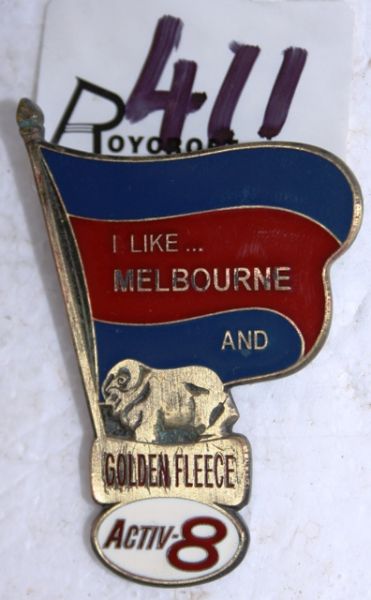 411
ROYCROFT
I LIKE ...
MELBOURNE
AND
GOLDEN FLEECE
ACTIV-8